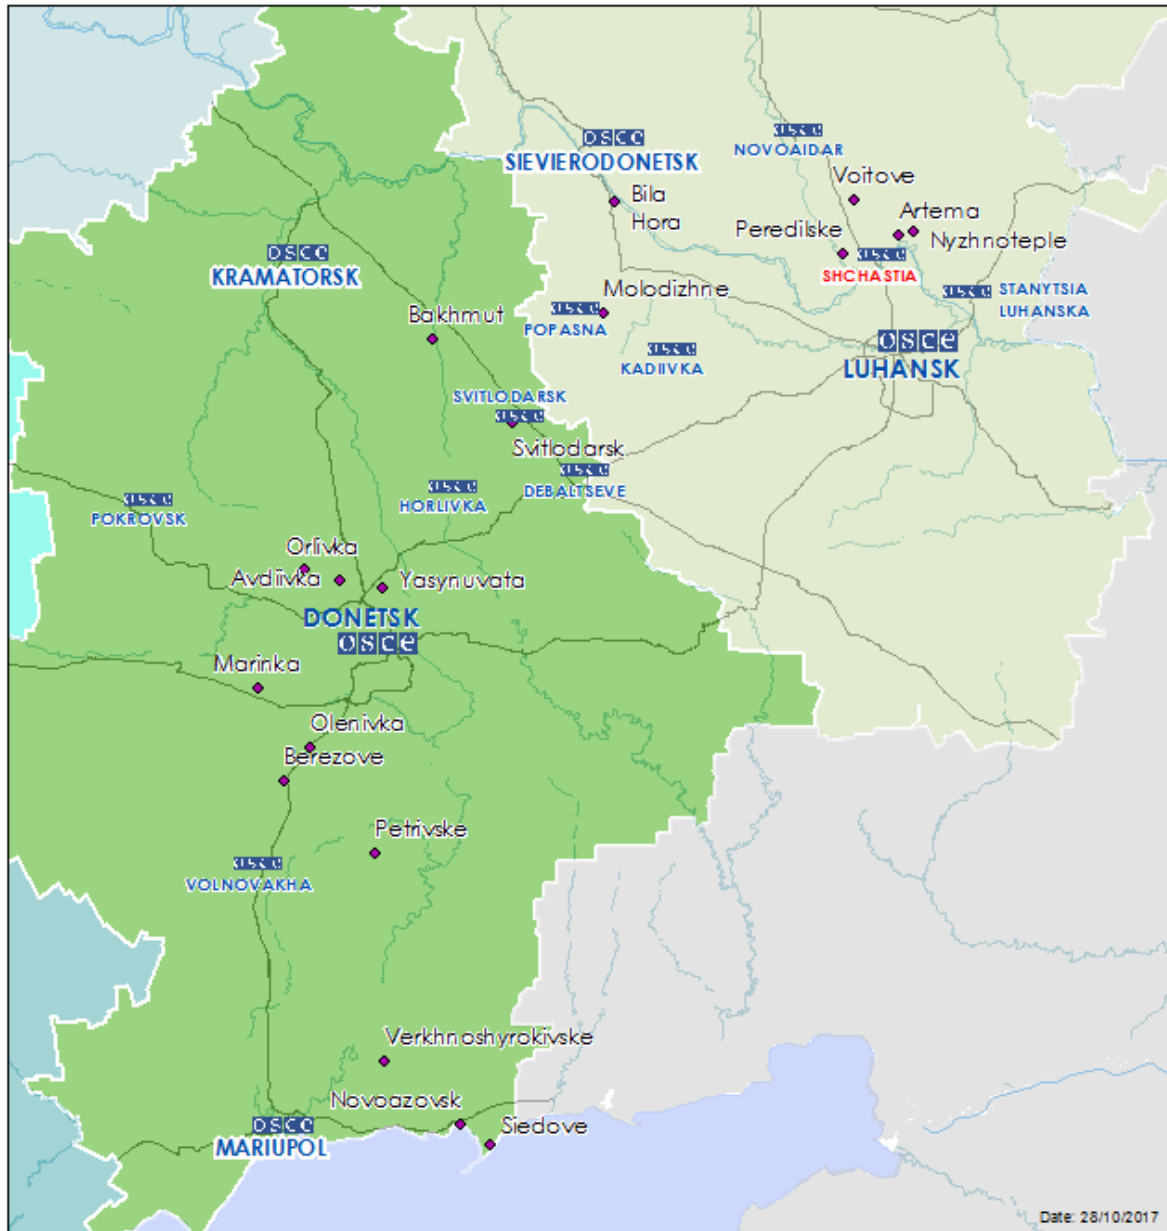 OSCE
SIEVIERODONETSK
OSCE
NOVOAIDAR
Bila
Hora
Voitove
Artema
Nyzhnoteple
Peredilske
OSCE
SHCHASTIA
OSCE
KRAMATORSK
OSCE
STANYTSIA
LUHANSKA
Molodizhne
OSCE
POPASNA
Bakhmut
OSCE
KADIIVKA
OSCE
LUHANSK
SVITLODARSK
OSCE
Svitlodarsk
OSCE
DEBALTSEVE
OSCE
HORLIVKA
OSCE
POKROVSK
Orlivka
Avdiivka
Yasynuvata
DONETSK
OSCE
Marinka
Olenivka
Berezove
Petrivske
OSCE
VOLNOVAKHA
Verkhnoshyrokivske
Novoazovsk
Siedove
OSCE
MARIUPOL
Date: 28/10/2017